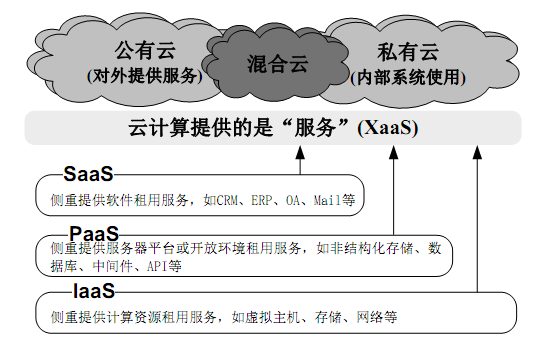 公有云
(对外提供服务)
混合云
私有云
(内部系统使用)
云计算提供的是“服务”(XaaS)
SaaS
侧重提供软件租用服务，如CRM、ERP、OA、Mail等
PaaS
侧重提供服务器平台或开放环境租用服务，如非结构化存储、数
据库、中间件、API等
IaaS
侧重提供计算资源租用服务，如虚拟主机、存储、网络等